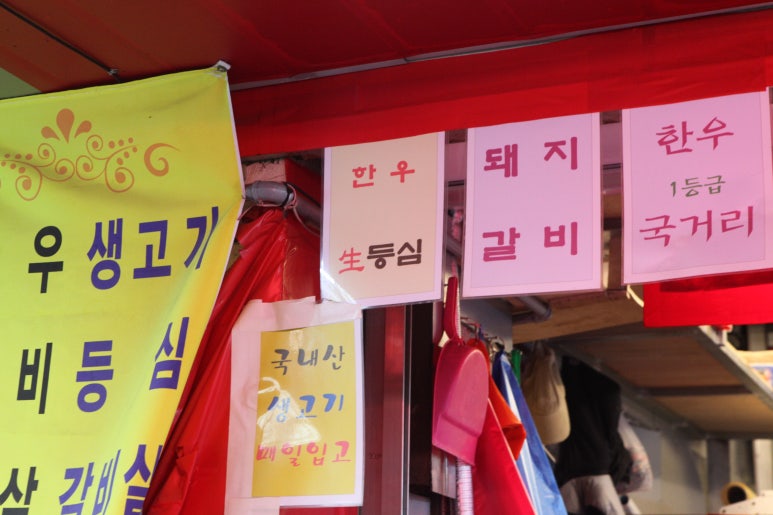 우 생고기
비 등심
삼 갈비살
한우
生등심
돼지
갈비
한우
1등급
국거리
국내산
생고기
매일입고